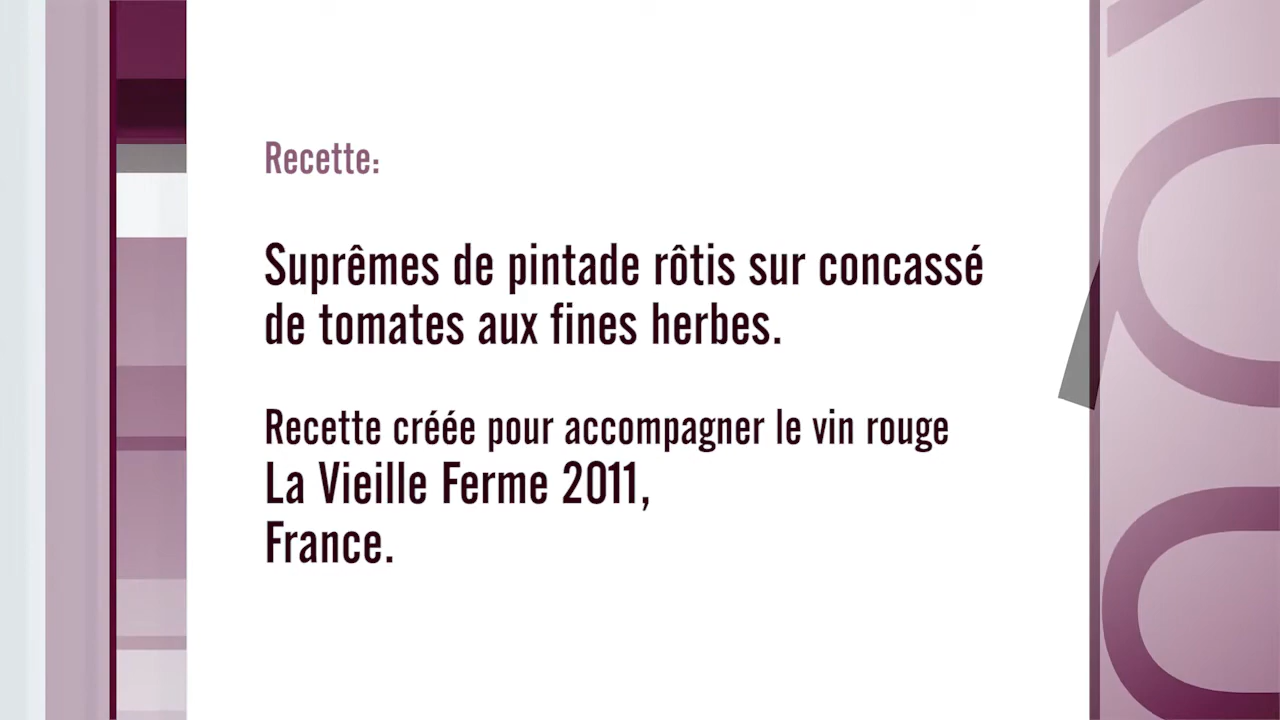 Recette:
Suprêmes de pintade rôtis sur concassé
de tomates aux fines herbes.
Recette créée pour accompagner le vin rouge
La Vieille Ferme 2011,
France.